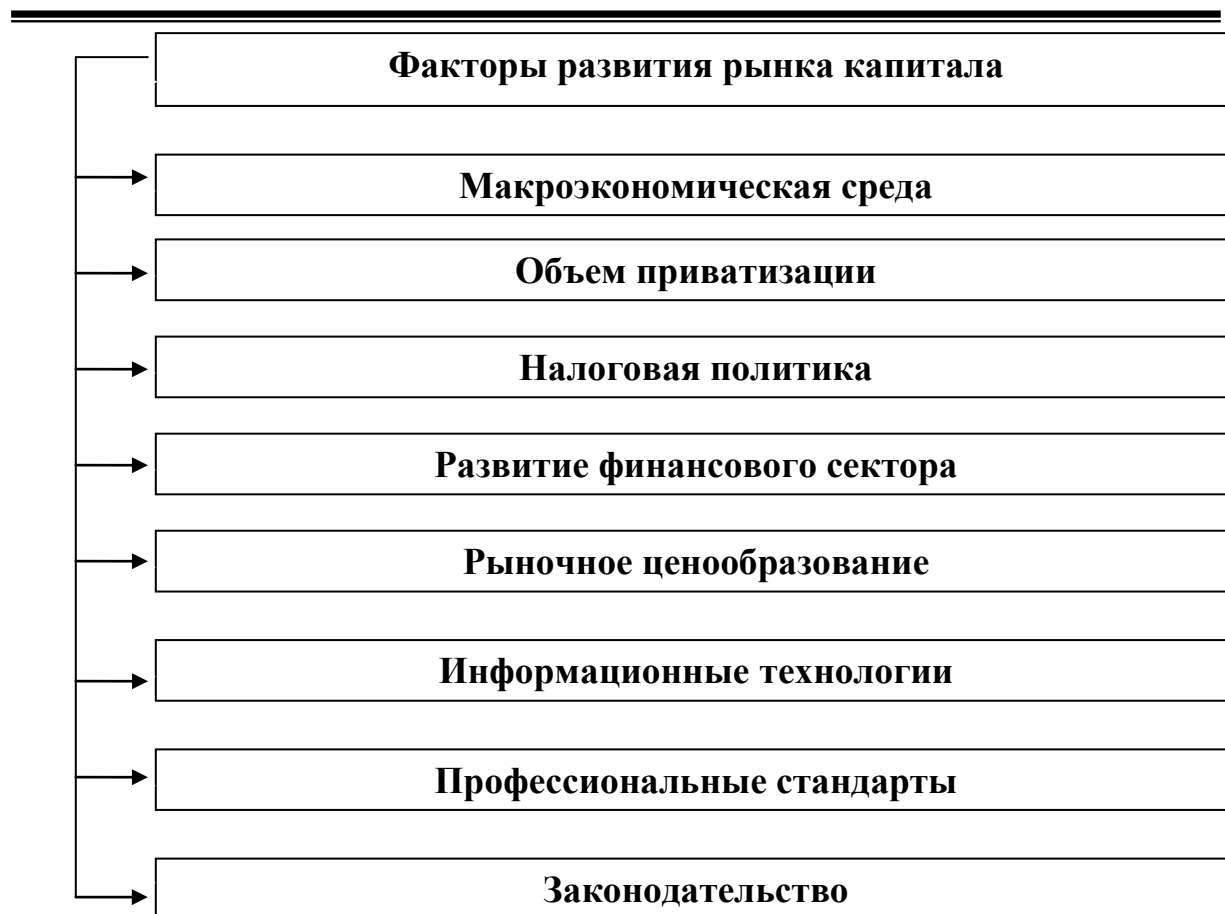 Факторы развития рынка капитала
Макроэкономическая среда
Объем приватизации
Налоговая политика
Развитие финансового сектора
Рыночное ценообразование
Информационные технологии
Профессиональные стандарты
Законодательство